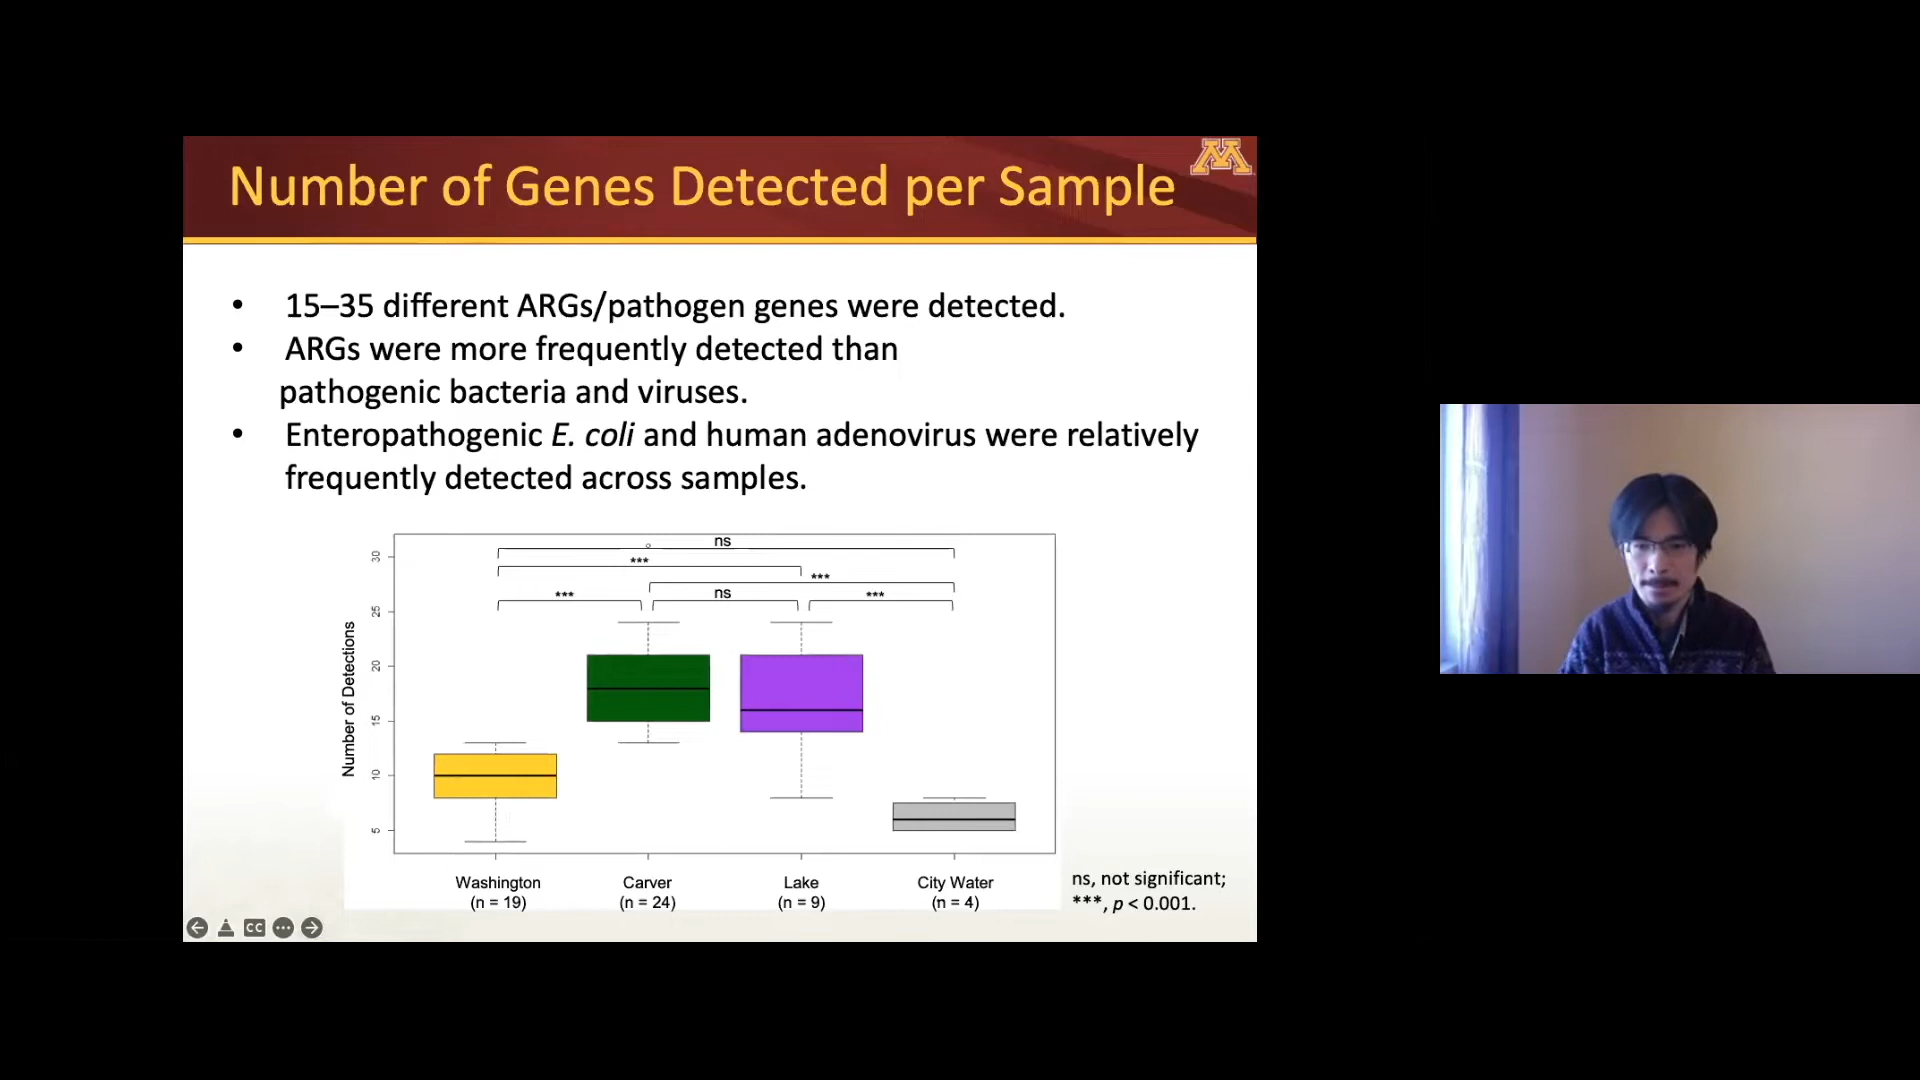 Number of Genes Detected per Sample
M
• 15–35 different ARGs/pathogen genes were detected.
• ARGs were more frequently detected than
pathogenic bacteria and viruses.
• Enteropathogenic E. coli and human adenovirus were relatively
frequently detected across samples.
ns
***
***
*** ns ***
Number of Detections
30
25
20
15
10
5
Washington Carver Lake City Water
(n = 19) (n = 24) (n = 9) (n = 4)
ns, not significant;
***, p < 0.001.
CC